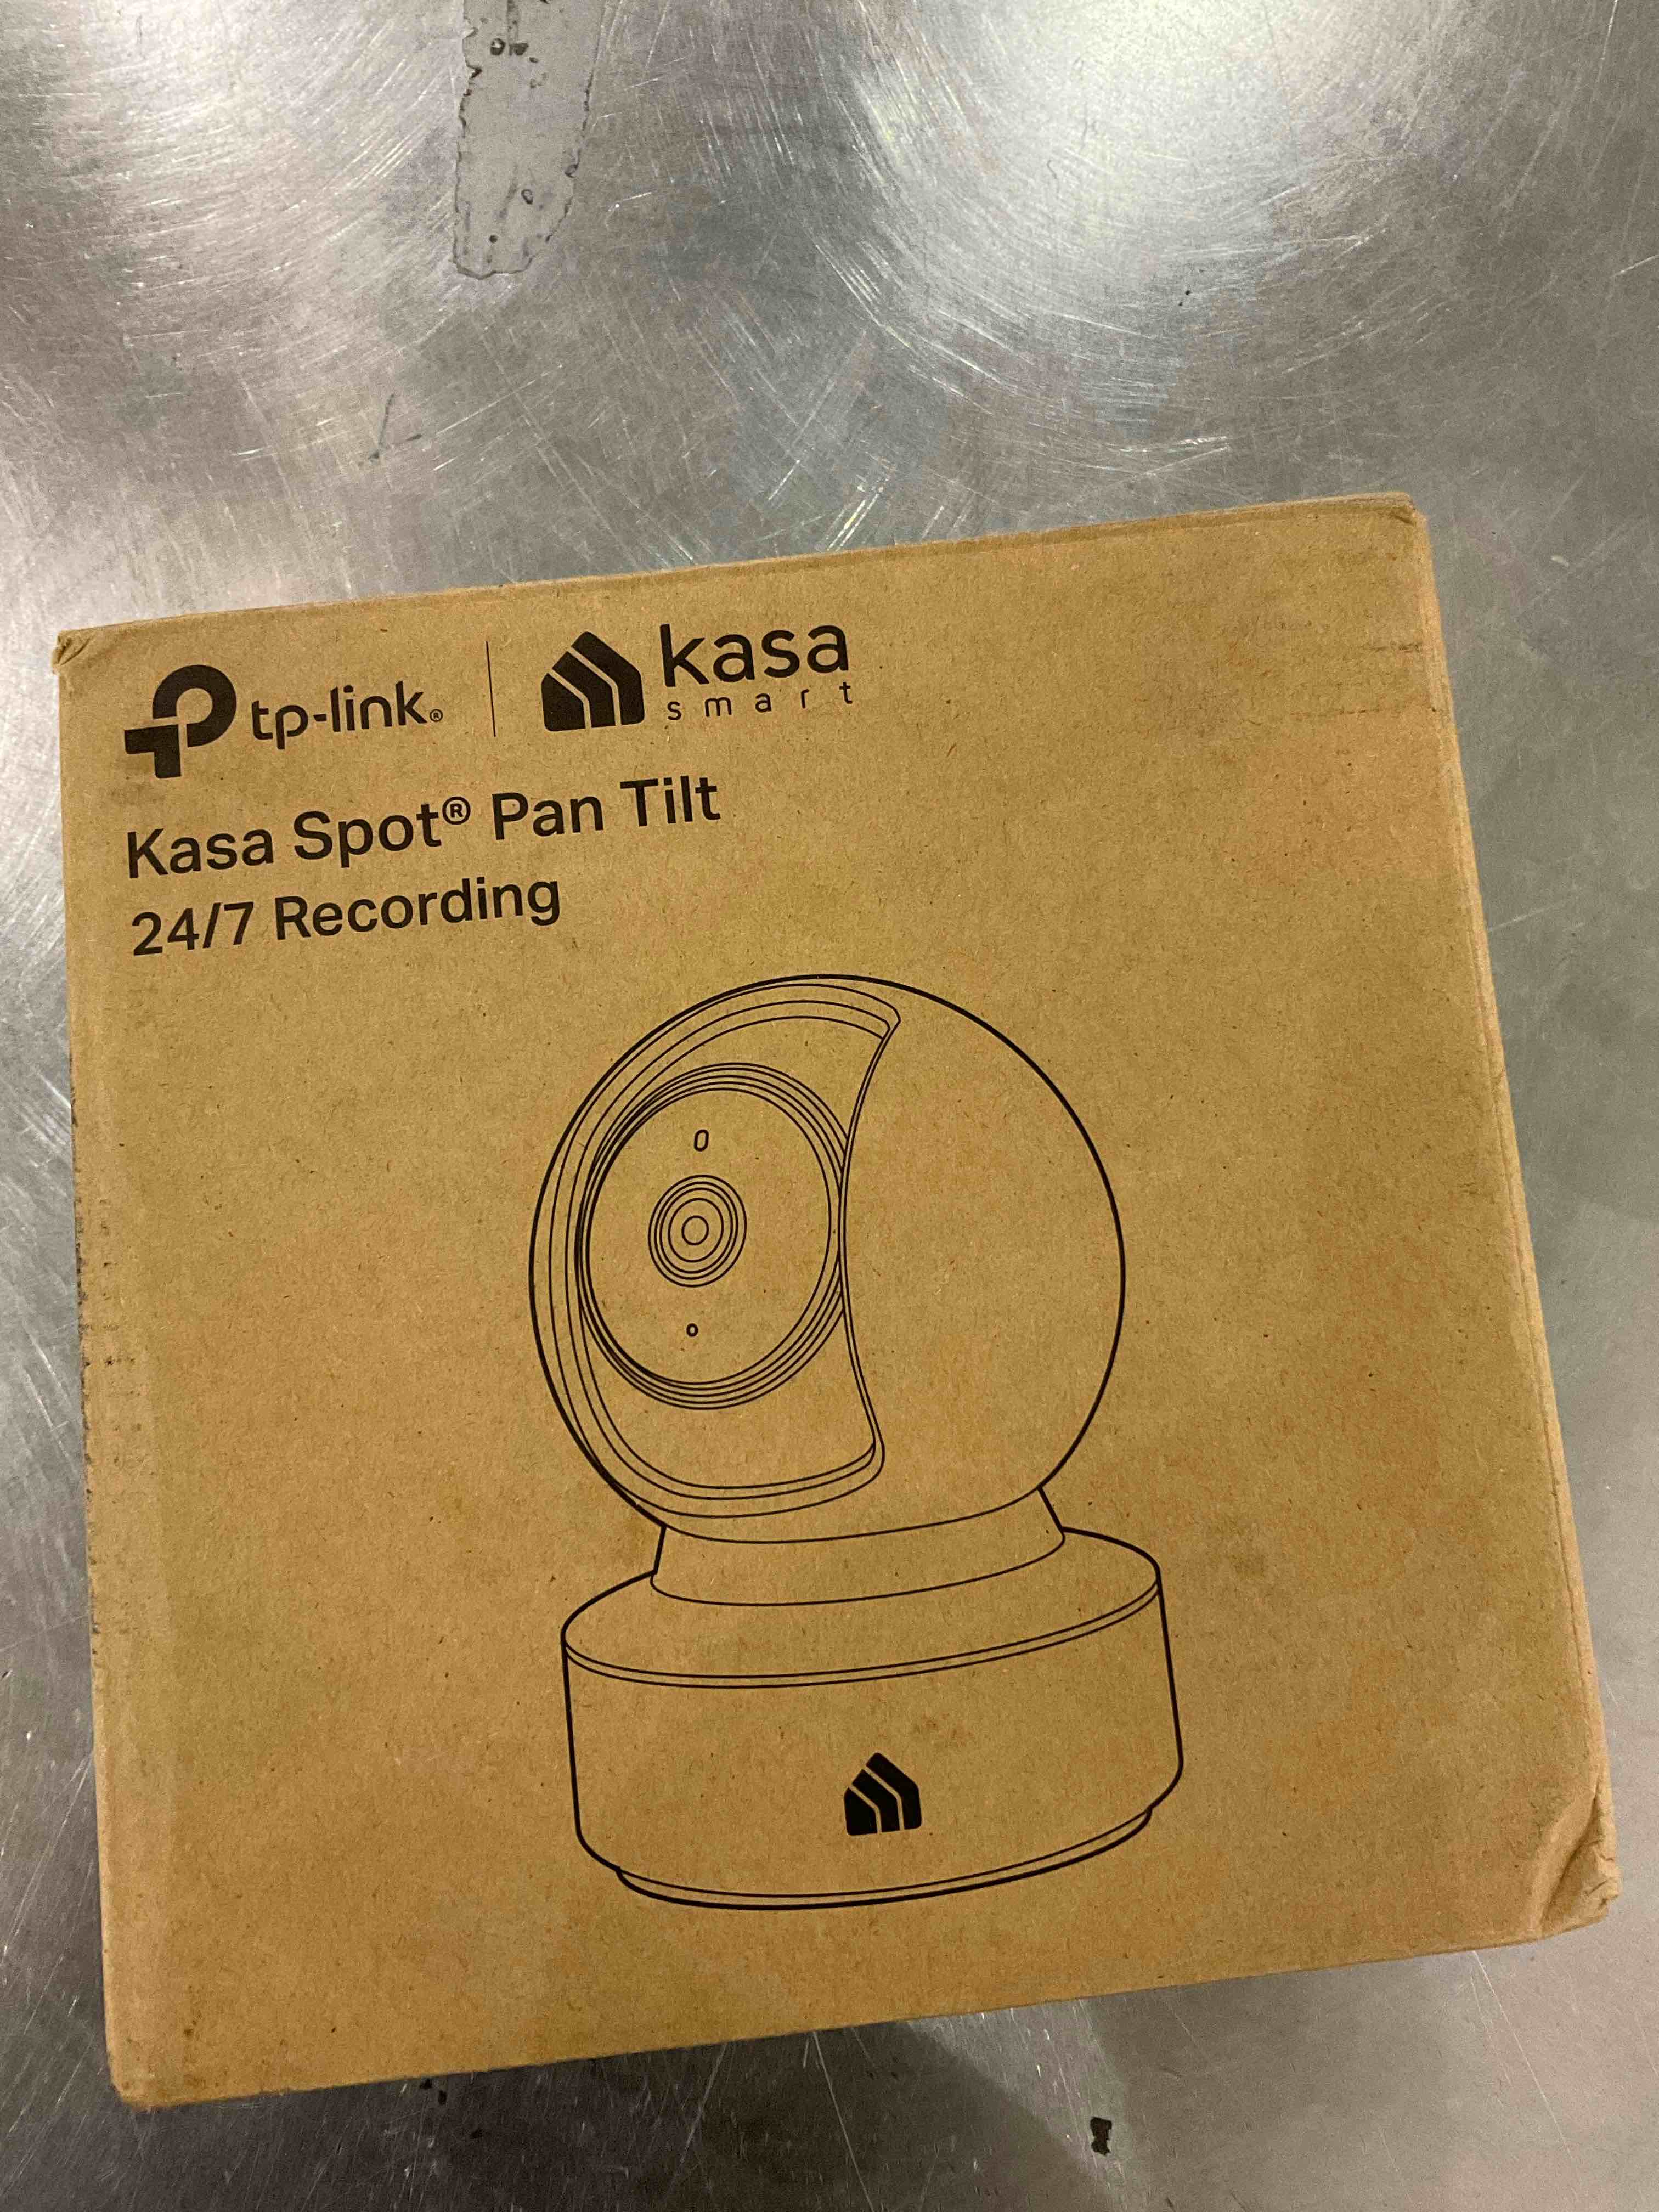 tp-link® | kasa
smart
Kasa Spot® Pan Tilt
24/7 Recording